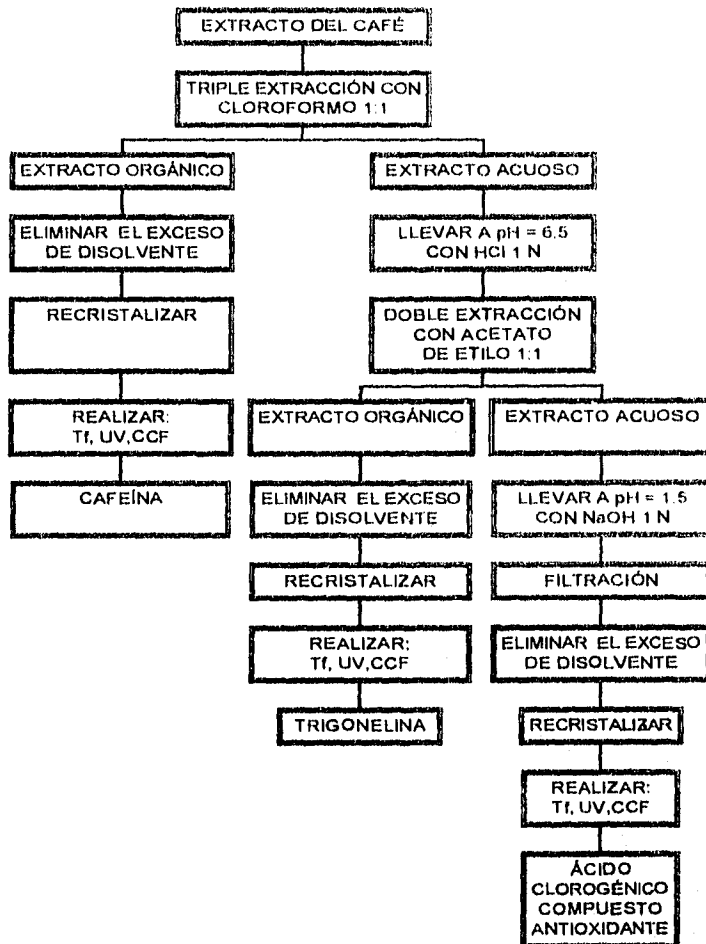 EXTRACTO DEL CAFÉ
TRIPLE EXTRACCIÓN CON
CLOROFORMO 1:1
EXTRACTO ORGÁNICO
ELIMINAR EL EXCESO
DE DISOLVENTE
RECRISTALIZAR
REALIZAR:
Tf, UV,CCF
CAFEÍNA
EXTRACTO ACUOSO
LLEVAR A pH = 6.5
CON HCl 1 N
DOBLE EXTRACCIÓN
CON ACETATO
DE ETILO 1:1
EXTRACTO ORGÁNICO
ELIMINAR EL EXCESO
DE DISOLVENTE
RECRISTALIZAR
REALIZAR:
Tf, UV,CCF
TRIGONELINA
EXTRACTO ACUOSO
LLEVAR A pH = 1.5
CON NaOH 1 N
FILTRACIÓN
ELIMINAR EL EXCESO
DE DISOLVENTE
RECRISTALIZAR
REALIZAR:
Tf, UV,CCF
ÁCIDO
CLOROGÉNICO
COMPUESTO
ANTIOXIDANTE